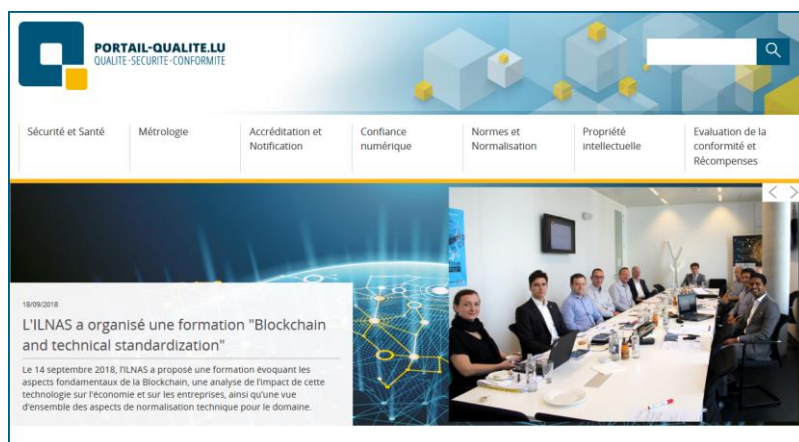 PORTAIL-QUALITE.LU
QUALITE-SECURITE-CONFORMITE
Sécurité et Santé
Métrologie
Accréditation et
Notification
Confiance
numérique
Normes et
Normalisation
Propriété
intellectuelle
Evaluation de la
conformité et
Récompenses
18/09/2018
L'ILNAS a organisé une formation "Blockchain
and technical standardization"
Le 14 septembre 2018, l'ILNAS a proposé une formation évoquant les
aspects fondamentaux de la Blockchain, une analyse de l'impact de cette
technologie sur l'économie et sur les entreprises, ainsi qu'une vue
d'ensemble des aspects de normalisation technique pour le domaine.